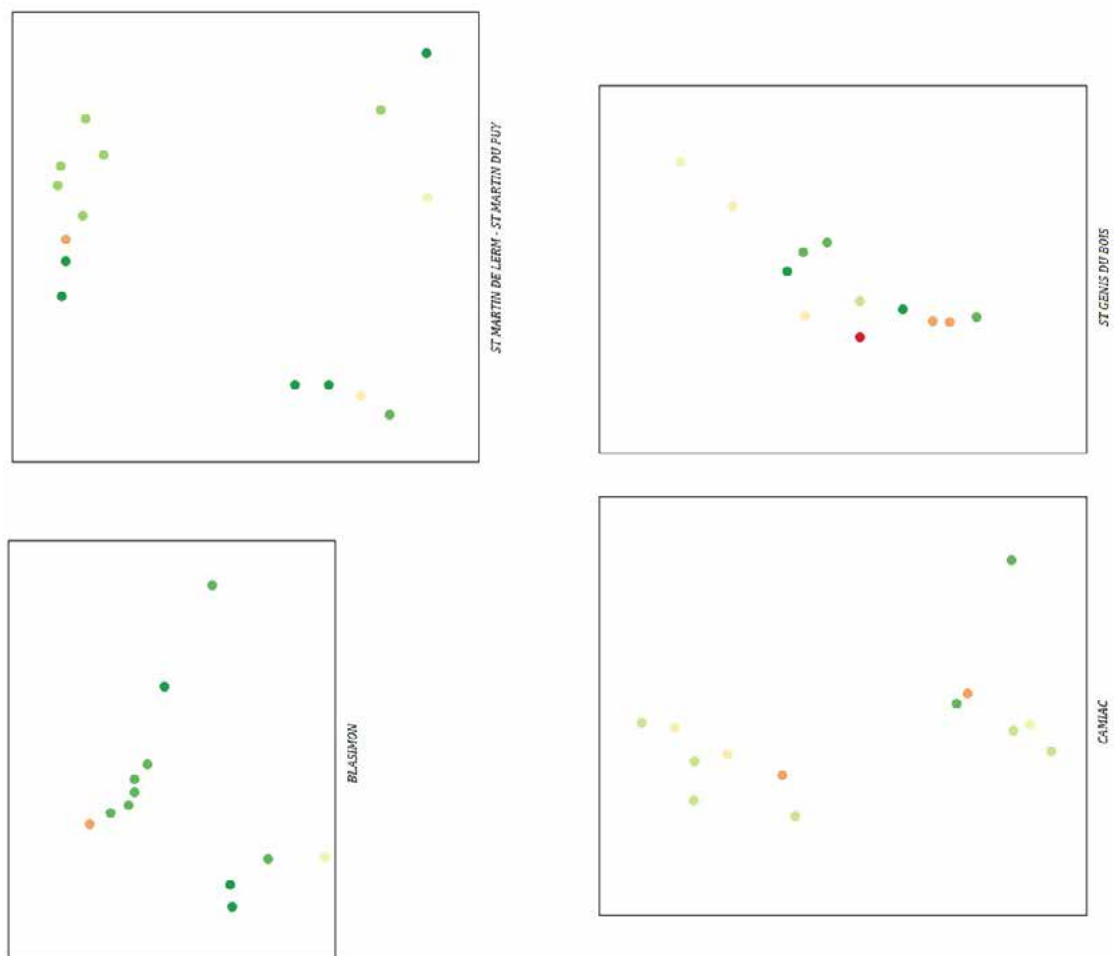 ST MARTIN DE LERM - ST MARTIN DU PUY
ST GENIS DU BOIS
BLASIMON
CAMIAC